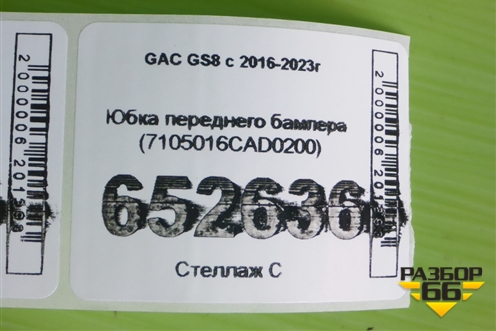 GAC GS8 с 2016-2023г
Юбка переднего бампера
(7105016CAD0200)
652636
Стеллаж С
РАЗБОР
66